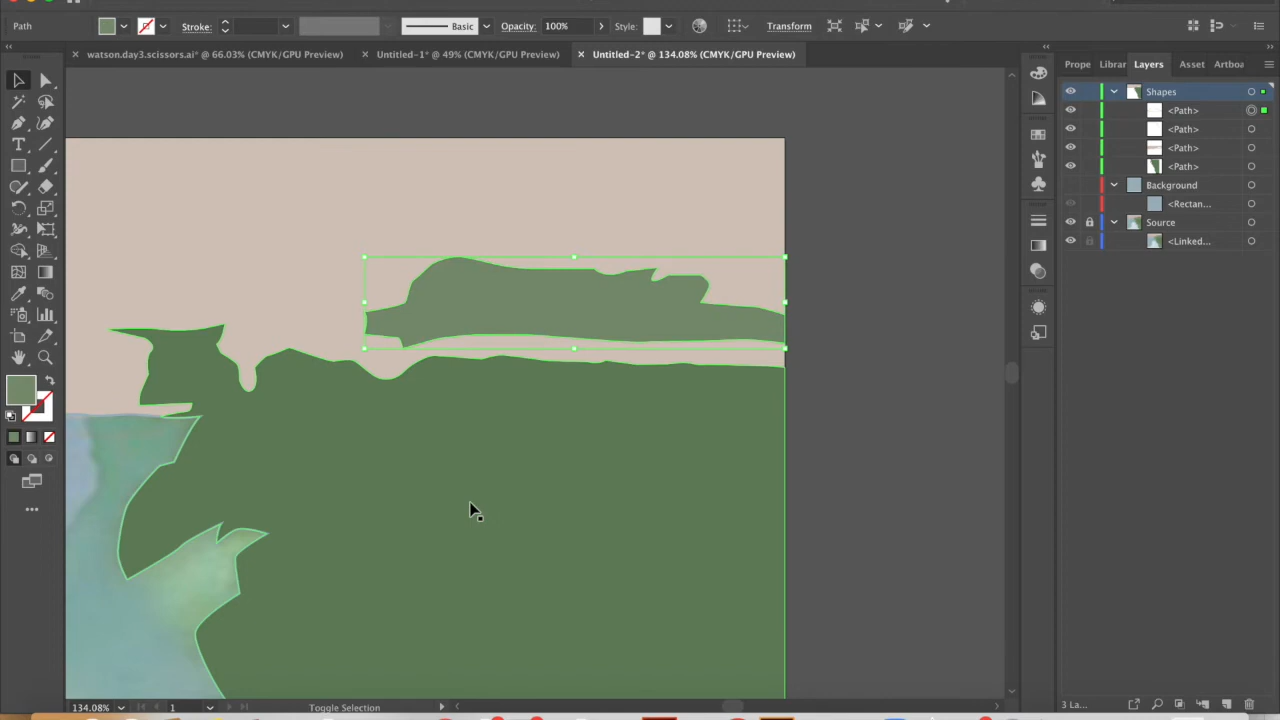 Path Stroke: Basic Opacity: 100% Style: Transform
watson.day3.scissors.ai* @ 66.03% (CMYK/GPU Preview) Untitled-1* @ 49% (CMYK/GPU Preview) Untitled-2* @ 134.08% (CMYK/GPU Preview)
Prope Librar Layers Asset Artboa
Shapes
<Path>
<Path>
<Path>
<Path>
Background
<Rectan...
Source
<Linked...
134.08% 1 Toggle Selection
3 La...